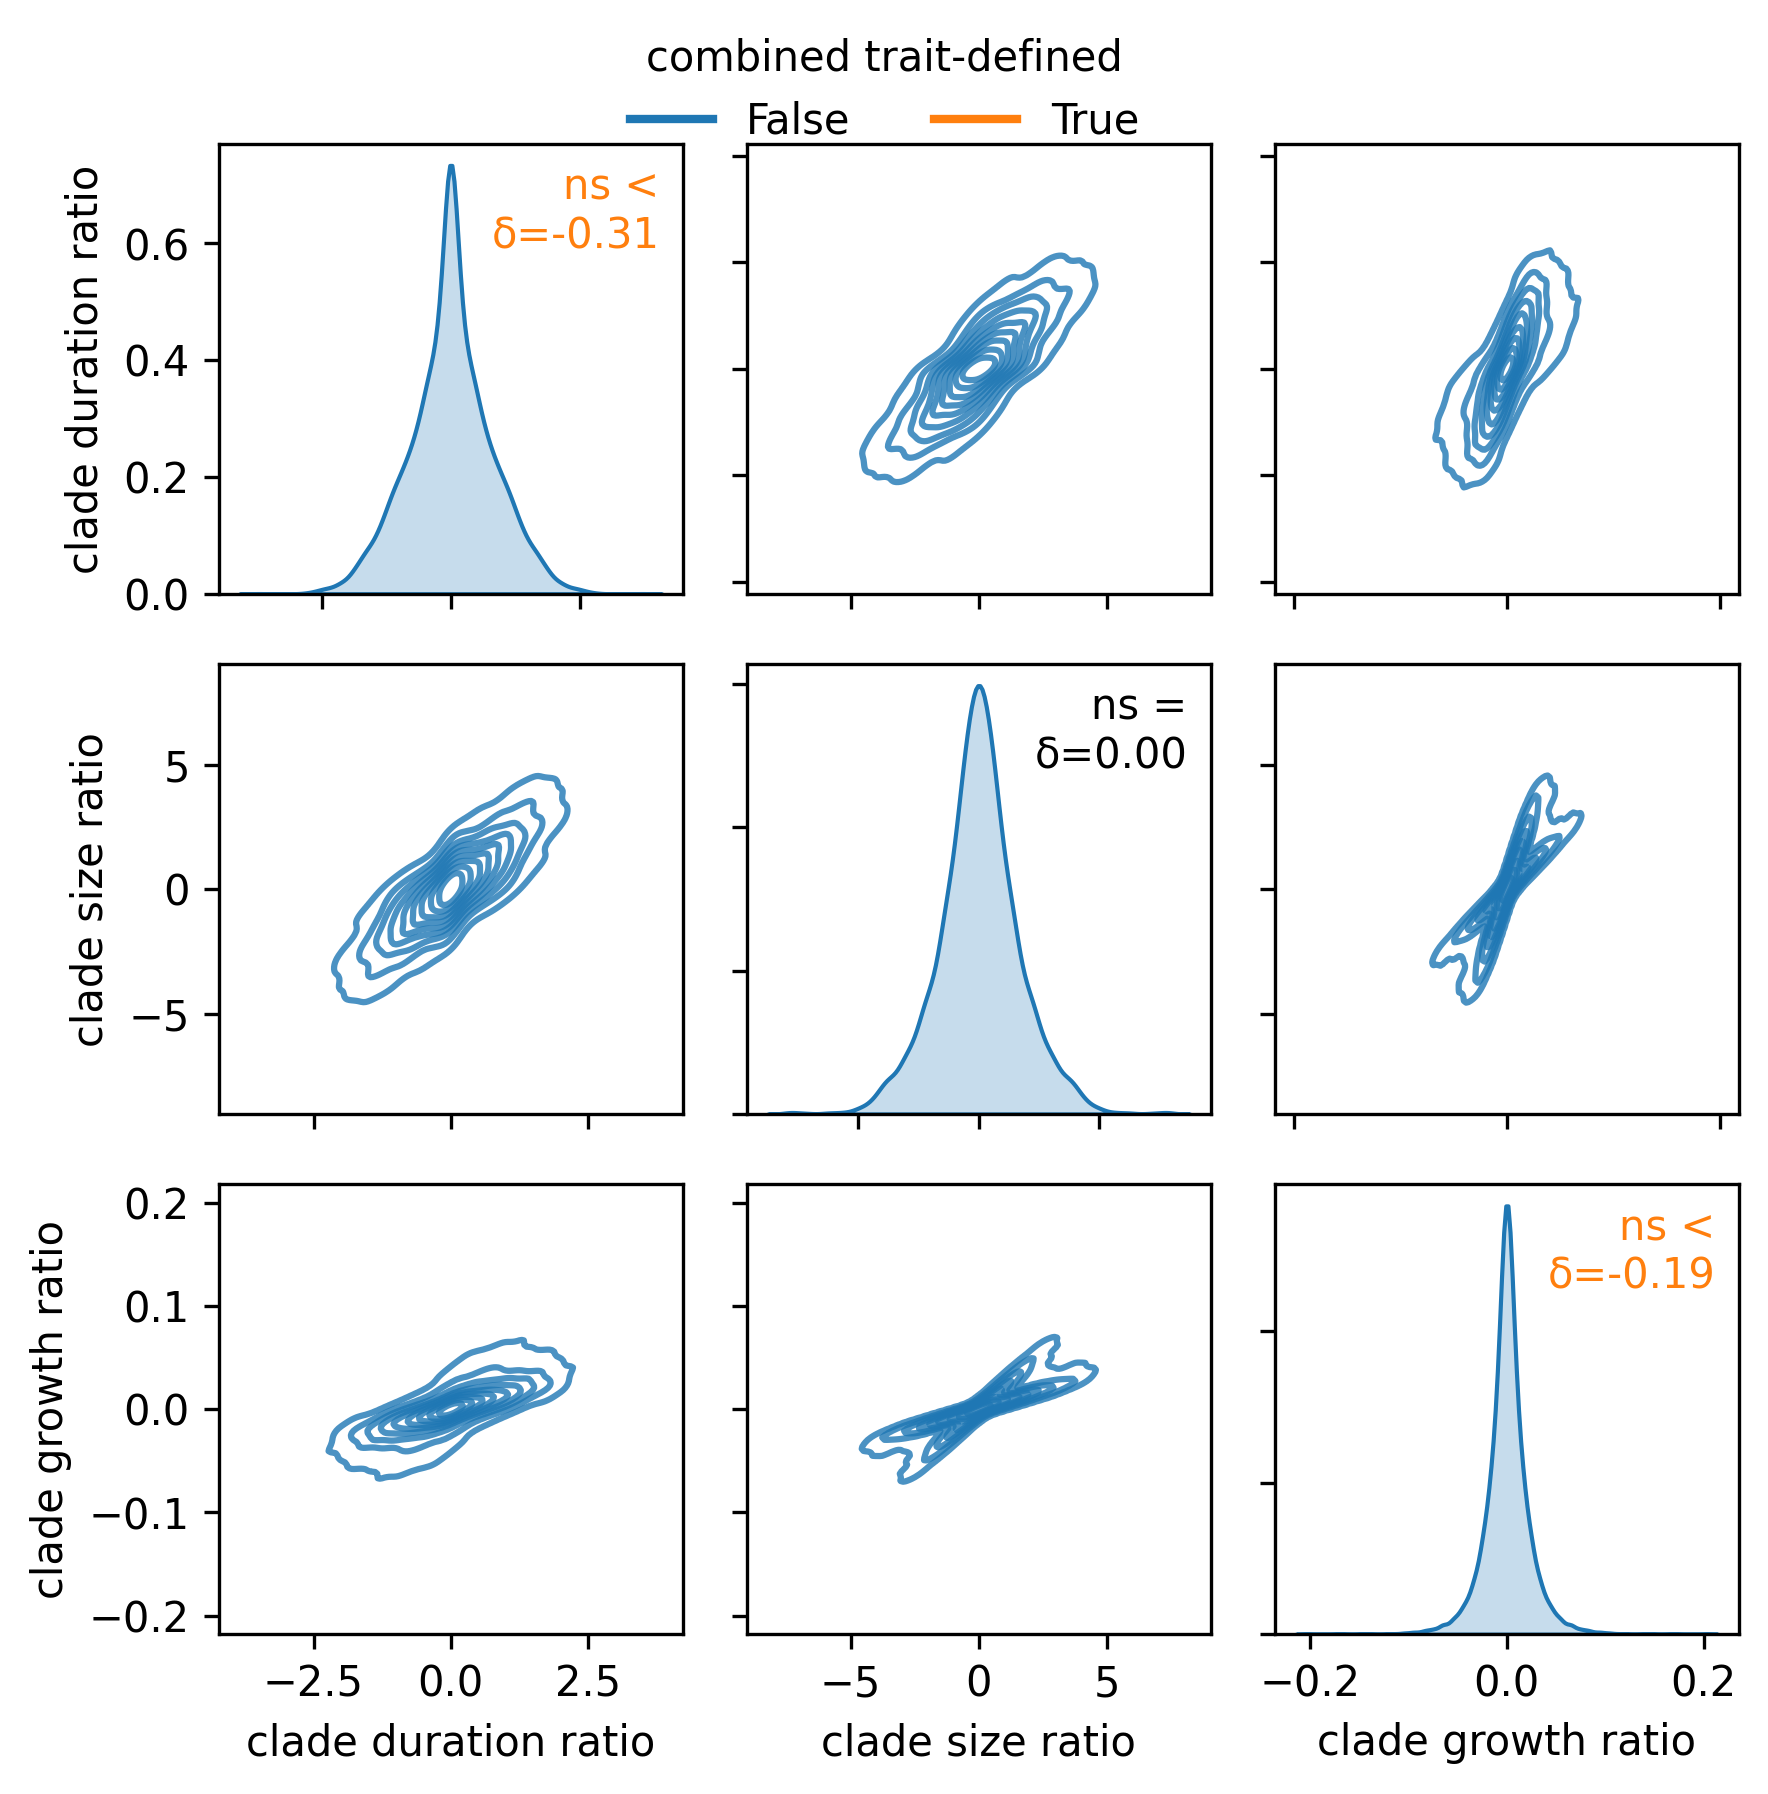 combined trait-defined
False True
clade duration ratio
0.6
0.4
0.2
0.0
ns <
δ=-0.31
clade size ratio
5
0
−5
ns =
δ=0.00
clade growth ratio
0.2
0.1
0.0
−0.1
−0.2
ns <
δ=-0.19
−2.5 0.0 2.5
−5 0 5
−0.2 0.0 0.2
clade duration ratio
clade size ratio
clade growth ratio